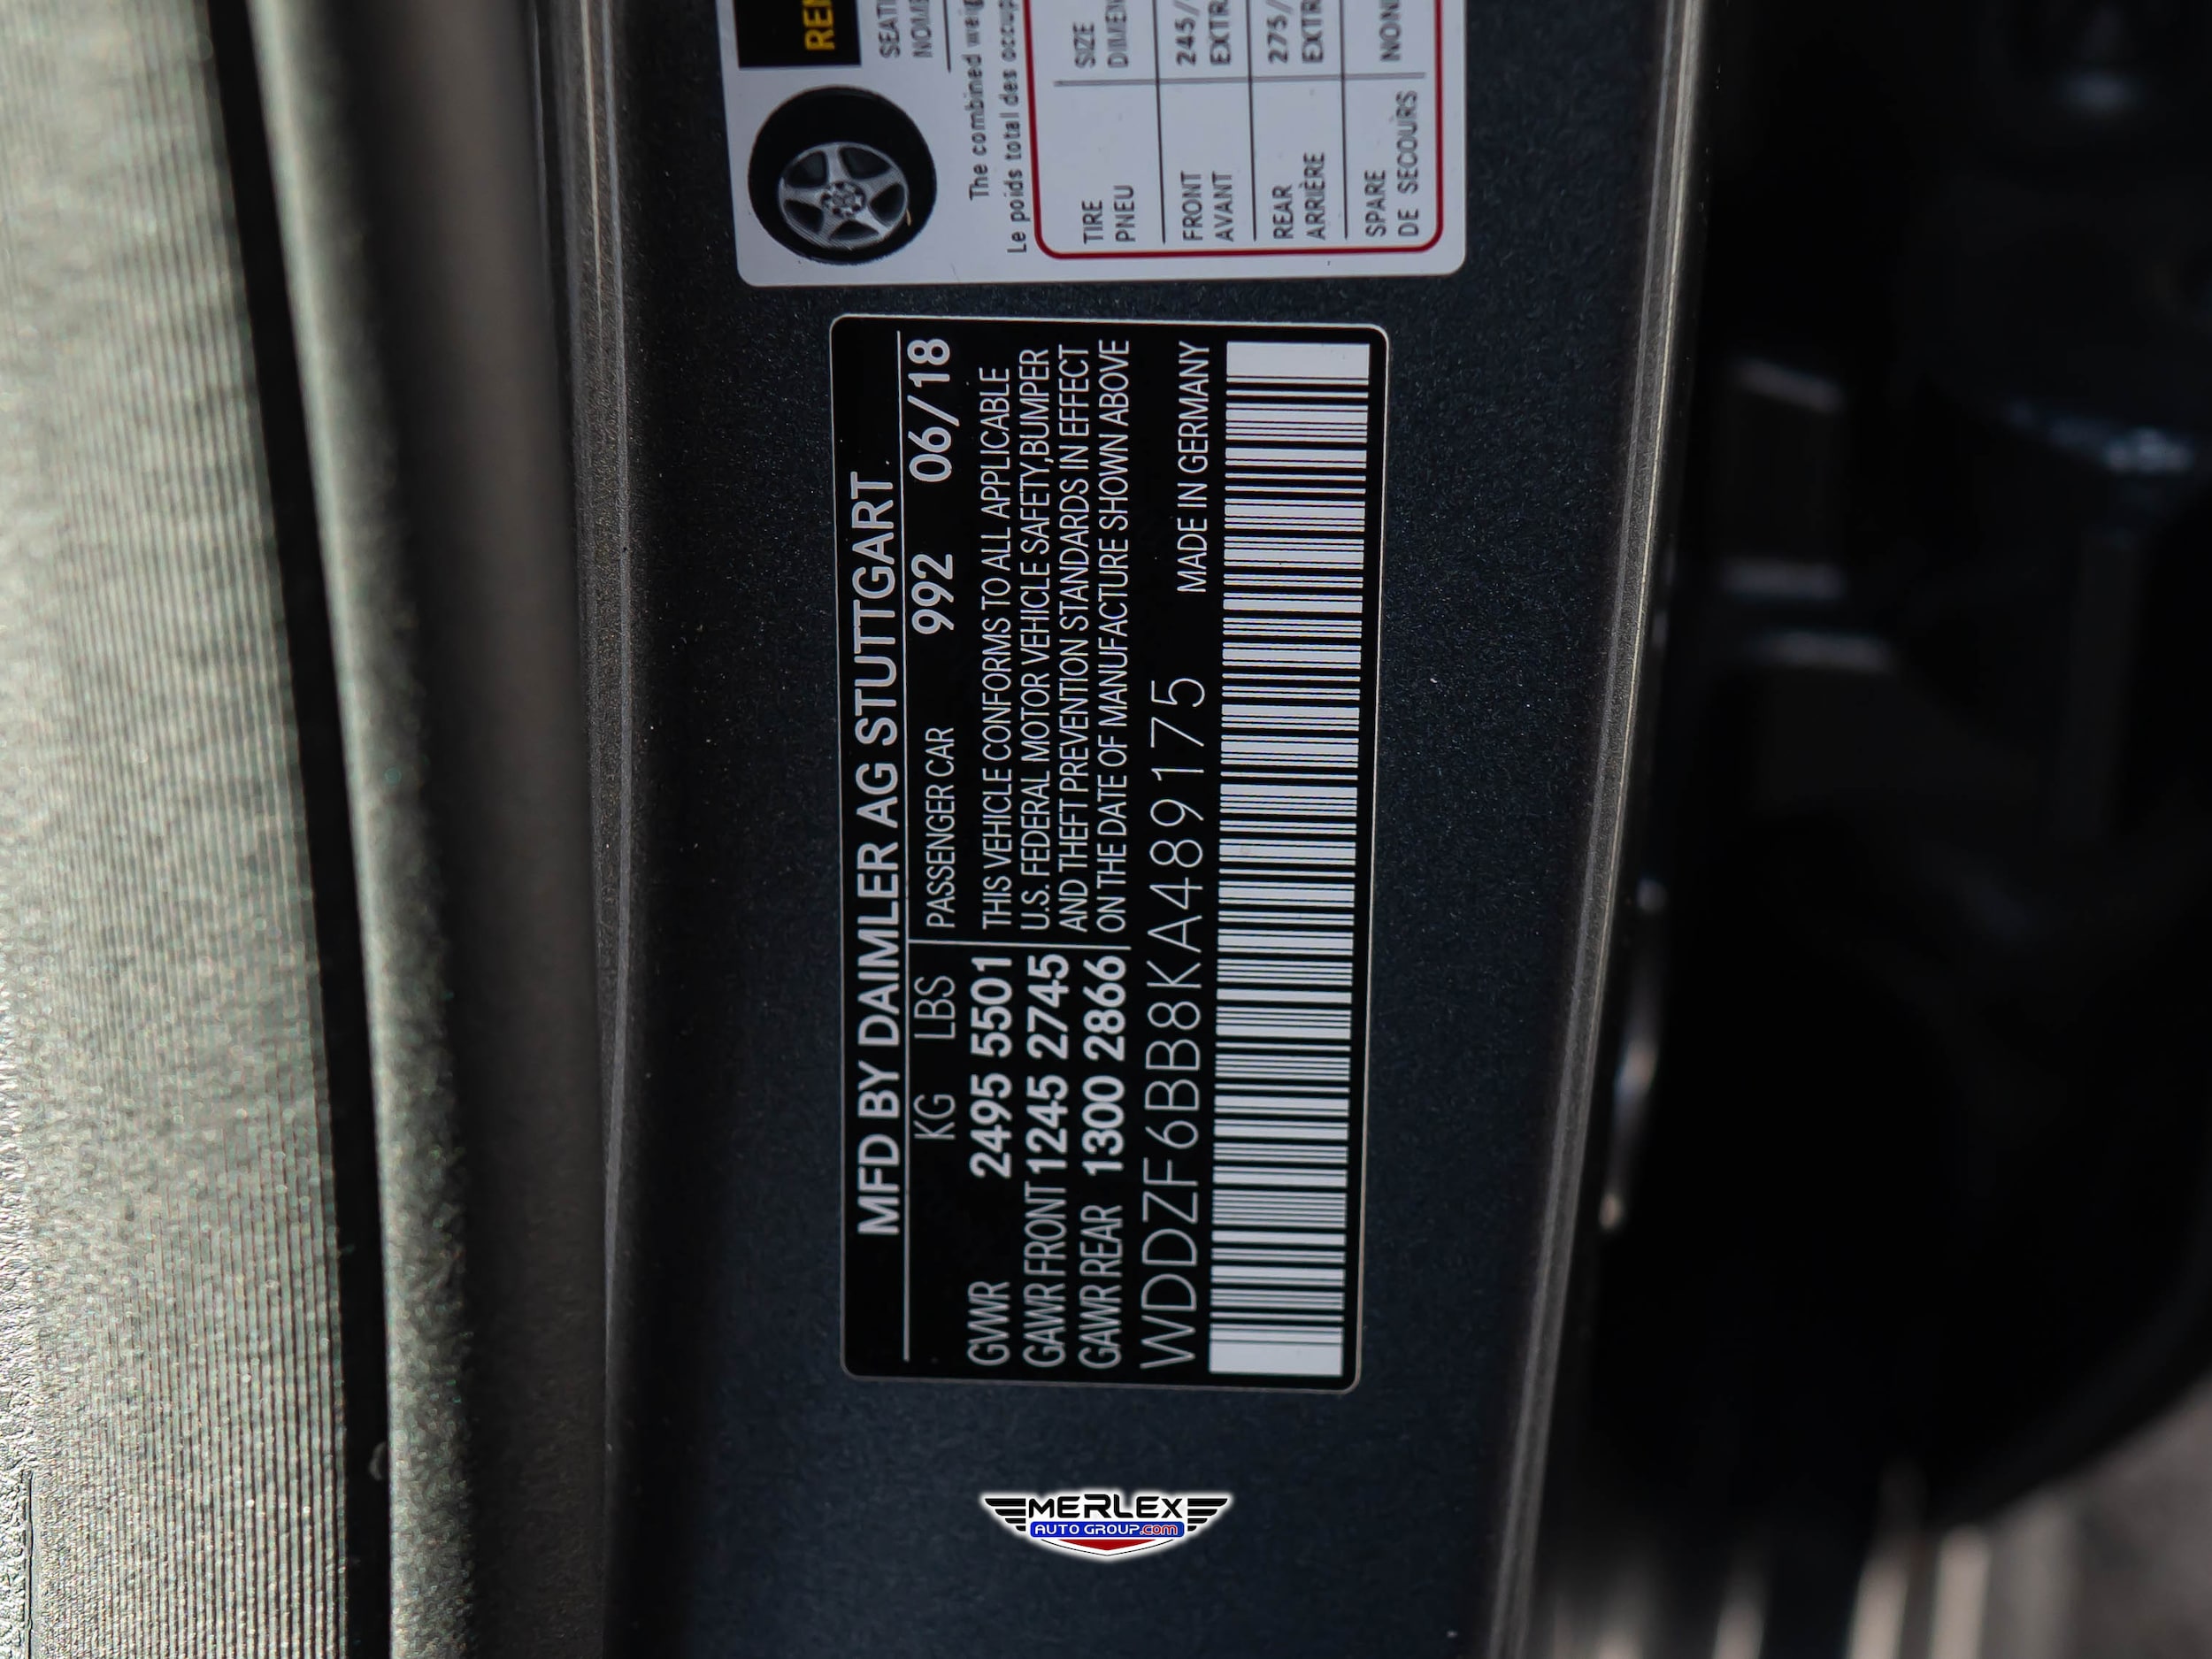 MFD BY DAIMLER AG STUTTGART
KG LBS
GVWR 2495 5501
GAWR FRONT 1245 2745
GAWR REAR 1300 2866
PASSENGER CAR 992 06/18
THIS VEHICLE CONFORMS TO ALL APPLICABLE
U.S. FEDERAL MOTOR VEHICLE SAFETY,BUMPER
AND THEFT PREVENTION STANDARDS IN EFFECT
ON THE DATE OF MANUFACTURE SHOWN ABOVE
WDDZF6BB8KA489175 MADE IN GERMANY
The combined
Le poids total des
TIRE SIZE
PNEU
FRONT 245/
AVANT
REAR 275/
ARRIÈRE
SPARE
DE SECOURS
MERLEX
AUTO GROUP.com